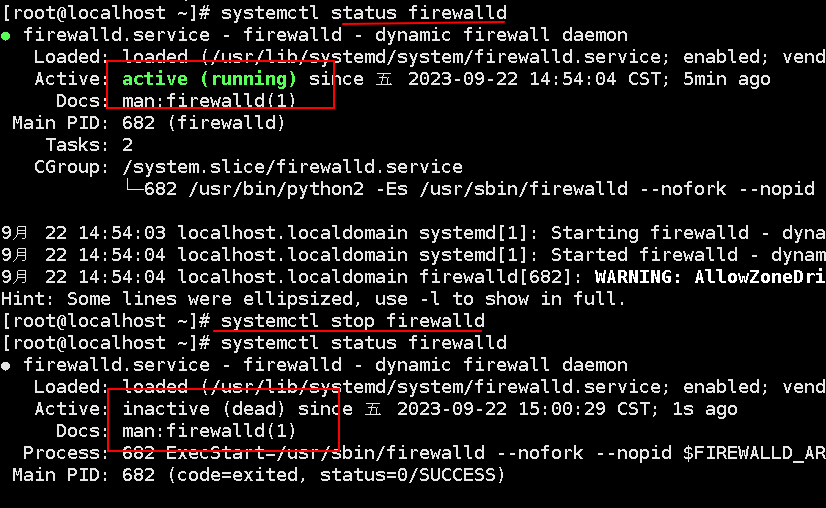 [root@localhost ~]# systemctl status firewalld
● firewalld.service - firewalld - dynamic firewall daemon
Loaded: loaded (/usr/lib/systemd/system/firewalld.service; enabled; vend
Active: active (running) since 五 2023-09-22 14:54:04 CST; 5min ago
Docs: man:firewalld(1)
Main PID: 682 (firewalld)
Tasks: 2
CGroup: /system.slice/firewalld.service
└─682 /usr/bin/python2 -Es /usr/sbin/firewalld --nofork --nopid
9月 22 14:54:03 localhost.localdomain systemd[1]: Starting firewalld - dyna
9月 22 14:54:04 localhost.localdomain systemd[1]: Started firewalld - dynam
9月 22 14:54:04 localhost.localdomain firewalld[682]: WARNING: AllowZoneDri
Hint: Some lines were ellipsized, use -l to show in full.
[root@localhost ~]# systemctl stop firewalld
[root@localhost ~]# systemctl status firewalld
● firewalld.service - firewalld - dynamic firewall daemon
Loaded: loaded (/usr/lib/systemd/system/firewalld.service; enabled; vend
Active: inactive (dead) since 五 2023-09-22 15:00:29 CST; 1s ago
Docs: man:firewalld(1)
Process: 682 ExecStart=/usr/sbin/firewalld --nofork --nopid $FIREWALLD_AR
Main PID: 682 (code=exited, status=0/SUCCESS)